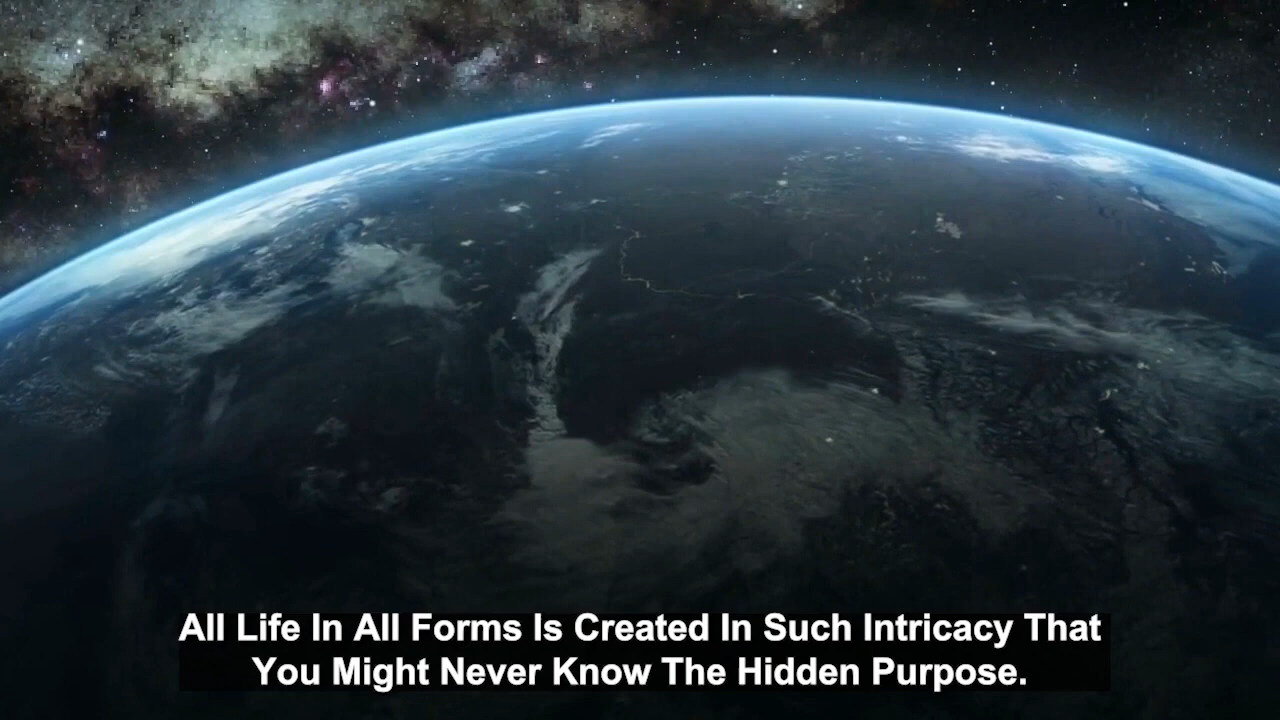 All Life In All Forms Is Created In Such Intricacy That
You Might Never Know The Hidden Purpose.